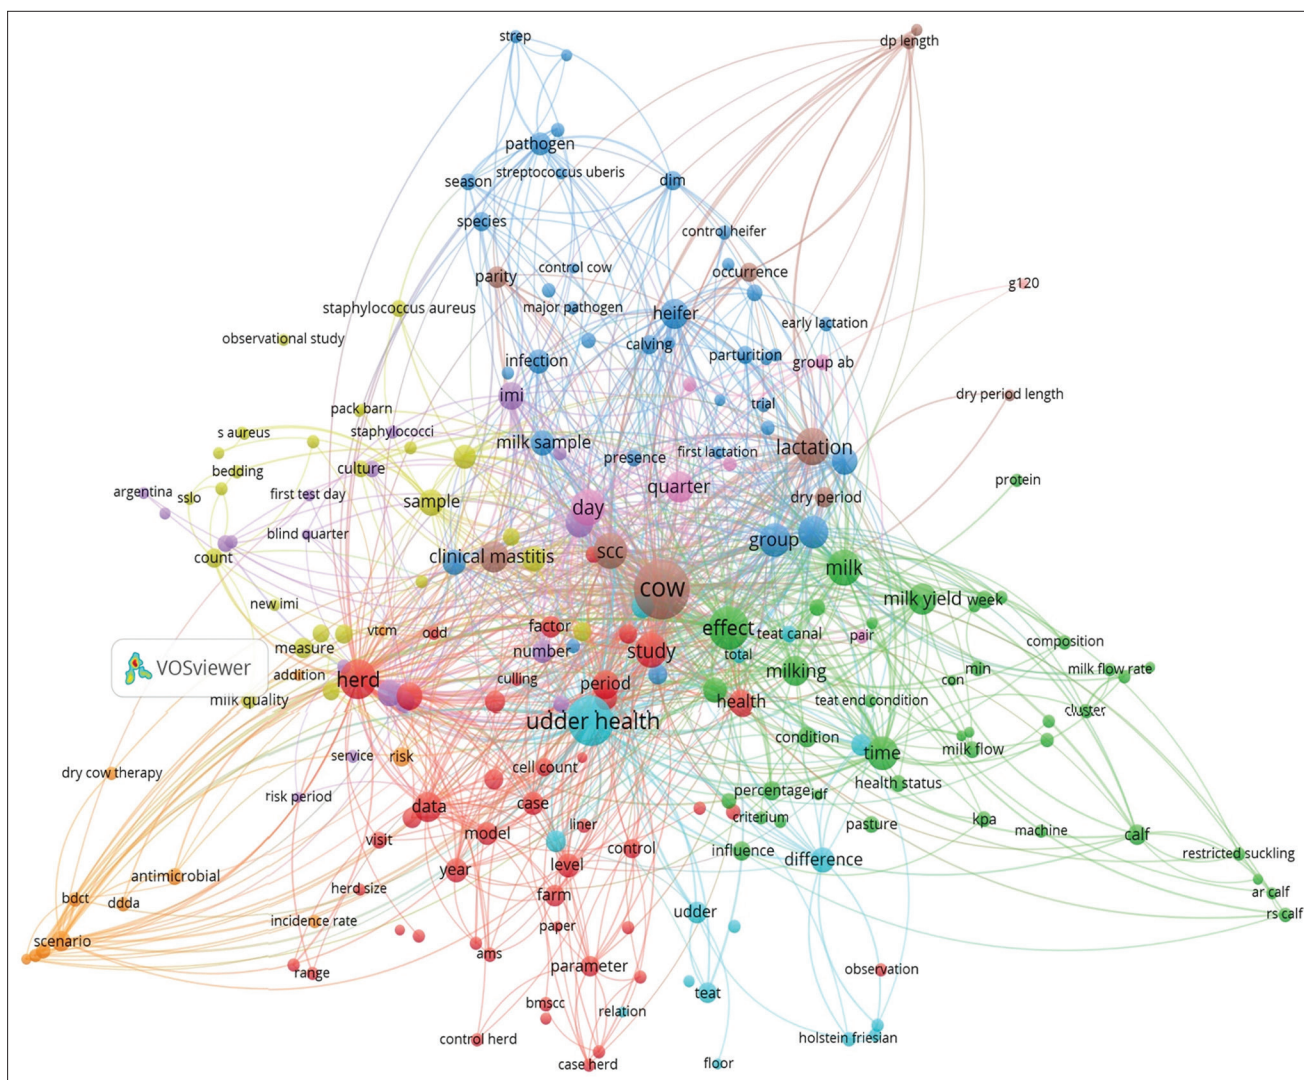 strep
dp length
pathogen
streptococcus uberis
season
dim
species
control heifer
control cow
occurrence
parity
g120
major pathogen
staphylococcus aureus
heifer
early lactation
observational study
calving
parturition
infection
group ab
imi
dry period length
pack barn
trial
s aureus
staphylococci
milk sample
lactation
first lactation
presence
bedding
culture
protein
quarter
argentina
sslo
first test day
sample
dry period
day
blind quarter
group
count
clinical mastitis
scc
milk
cow
new imi
milk yield
week
vtcm
odd
factor
effect
teat canal
pair
composition
measure
number
study
total
VOSviewer
addition
herd
culling
period
milking
min
con
milk flow rate
milk quality
health
teat end condition
cluster
udder health
condition
time
milk flow
service
risk
dry cow therapy
cell count
health status
risk period
data
case
percentage
idf
liner
criterium
pasture
kpa
machine
calf
visit
model
control
influence
difference
restricted suckling
year
level
antimicrobial
herd size
farm
ar calf
bdct
ddda
udder
rs calf
incidence rate
paper
scenario
ams
parameter
observation
range
teat
bmscc
relation
control herd
holstein friesian
case herd
floor